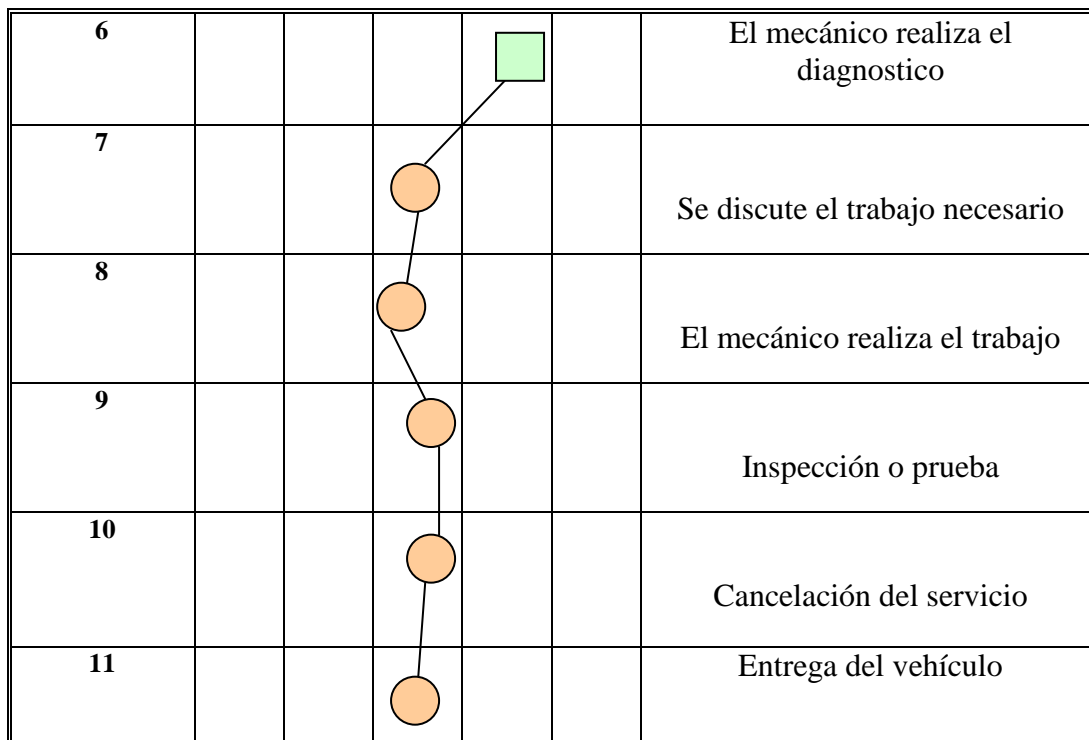 6
El mecánico realiza el
diagnostico
7
Se discute el trabajo necesario
8
El mecánico realiza el trabajo
9
Inspección o prueba
10
Cancelación del servicio
11
Entrega del vehículo